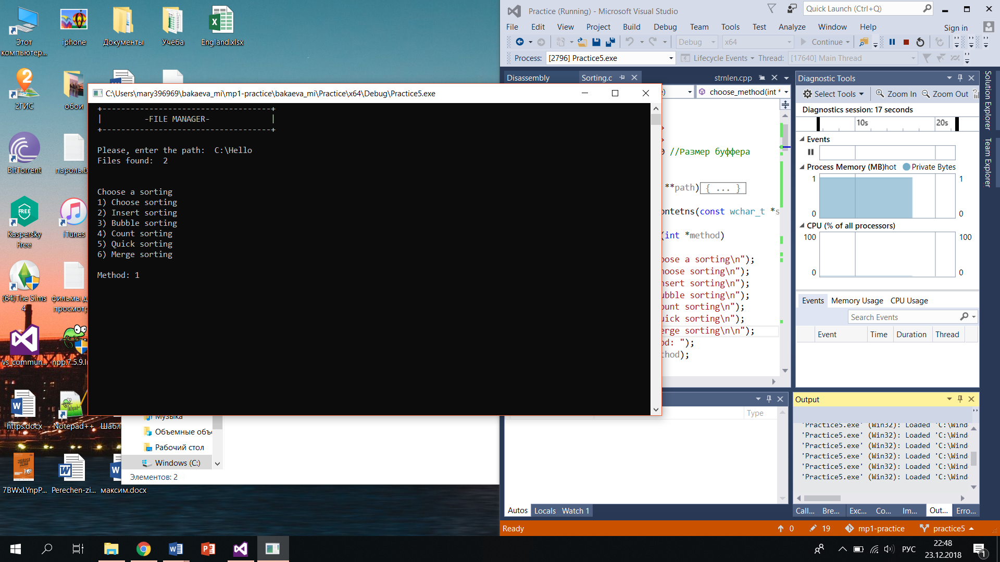 Этот
компьютер...
iphone
Документы
Учёба
England.xlsx
2ГИС
обои
BitTorrent
пароль.tx
Kaspersky
Free
iTunes
(64)The Sims
4
фильмы д
просмотр
vs_commun...
npp.7.5.9.In
https.docx
Notepad++
Шабл
7BWxLYnpP...
Perechen-zi...
максим.docx
C:\Users\mary396969\bakaeva_mi\mp1-practice\bakaeva_mi\Practice\x64\Debug\Practice5.exe
+------------------------------------+
| -FILE MANAGER- |
+------------------------------------+
Please, enter the path:  C:\Hello
Files found:  2
Choose a sorting
1) Choose sorting
2) Insert sorting
3) Bubble sorting
4) Count sorting
5) Quick sorting
6) Merge sorting
Method: 1
Музыка
Объемные объе
Рабочий стол
Windows (C:)
Элементов: 2
Practice (Running) - Microsoft Visual Studio
Quick Launch (Ctrl+Q)
File Edit View Project Build Debug Team Tools Test Analyze Window Help
Sign in
Debug x64 Continue
Process: [2796] Practice5.exe Lifecycle Events Thread: [17640] Main Thread
Disassembly Sorting.c strnlen.cpp
choose_method(int *
0 //Размер буффера
**path){ ... }
ontetns(const wchar_t *s
(int *method)
oose a sorting\n");
hoose sorting\n");
nsert sorting\n");
ubble sorting\n");
ount sorting\n");
uick sorting\n");
erge sorting\n\n");
od: ");
thod);
Diagnostic Tools
Select Tools Zoom In Zoom Out
Diagnostics session: 17 seconds
10s 20s
Events
Process Memory (MB)hot Private Bytes
1 1
0 0
CPU (% of all processors)
100 100
0 0
Events Memory Usage CPU Usage
Search Events
Event Time Duration Thread
Solution Explorer
Team Explorer
Type
Autos Locals Watch 1
Output
'Practice5.exe' (Win32): Loaded 'C:\Wind
'Practice5.exe' (Win32): Loaded 'C:\Wind
'Practice5.exe' (Win32): Loaded 'C:\Wind
'Practice5.exe' (Win32): Loaded 'C:\Wind
'Practice5.exe' (Win32): Loaded 'C:\Wind
'Practice5.exe' (Win32): Loaded 'C:\Wind
Call... Bre... Exc... Co... Im... Out... Erro...
Ready 0 19 mp1-practice practice5
РУС
22:48
23.12.2018
1